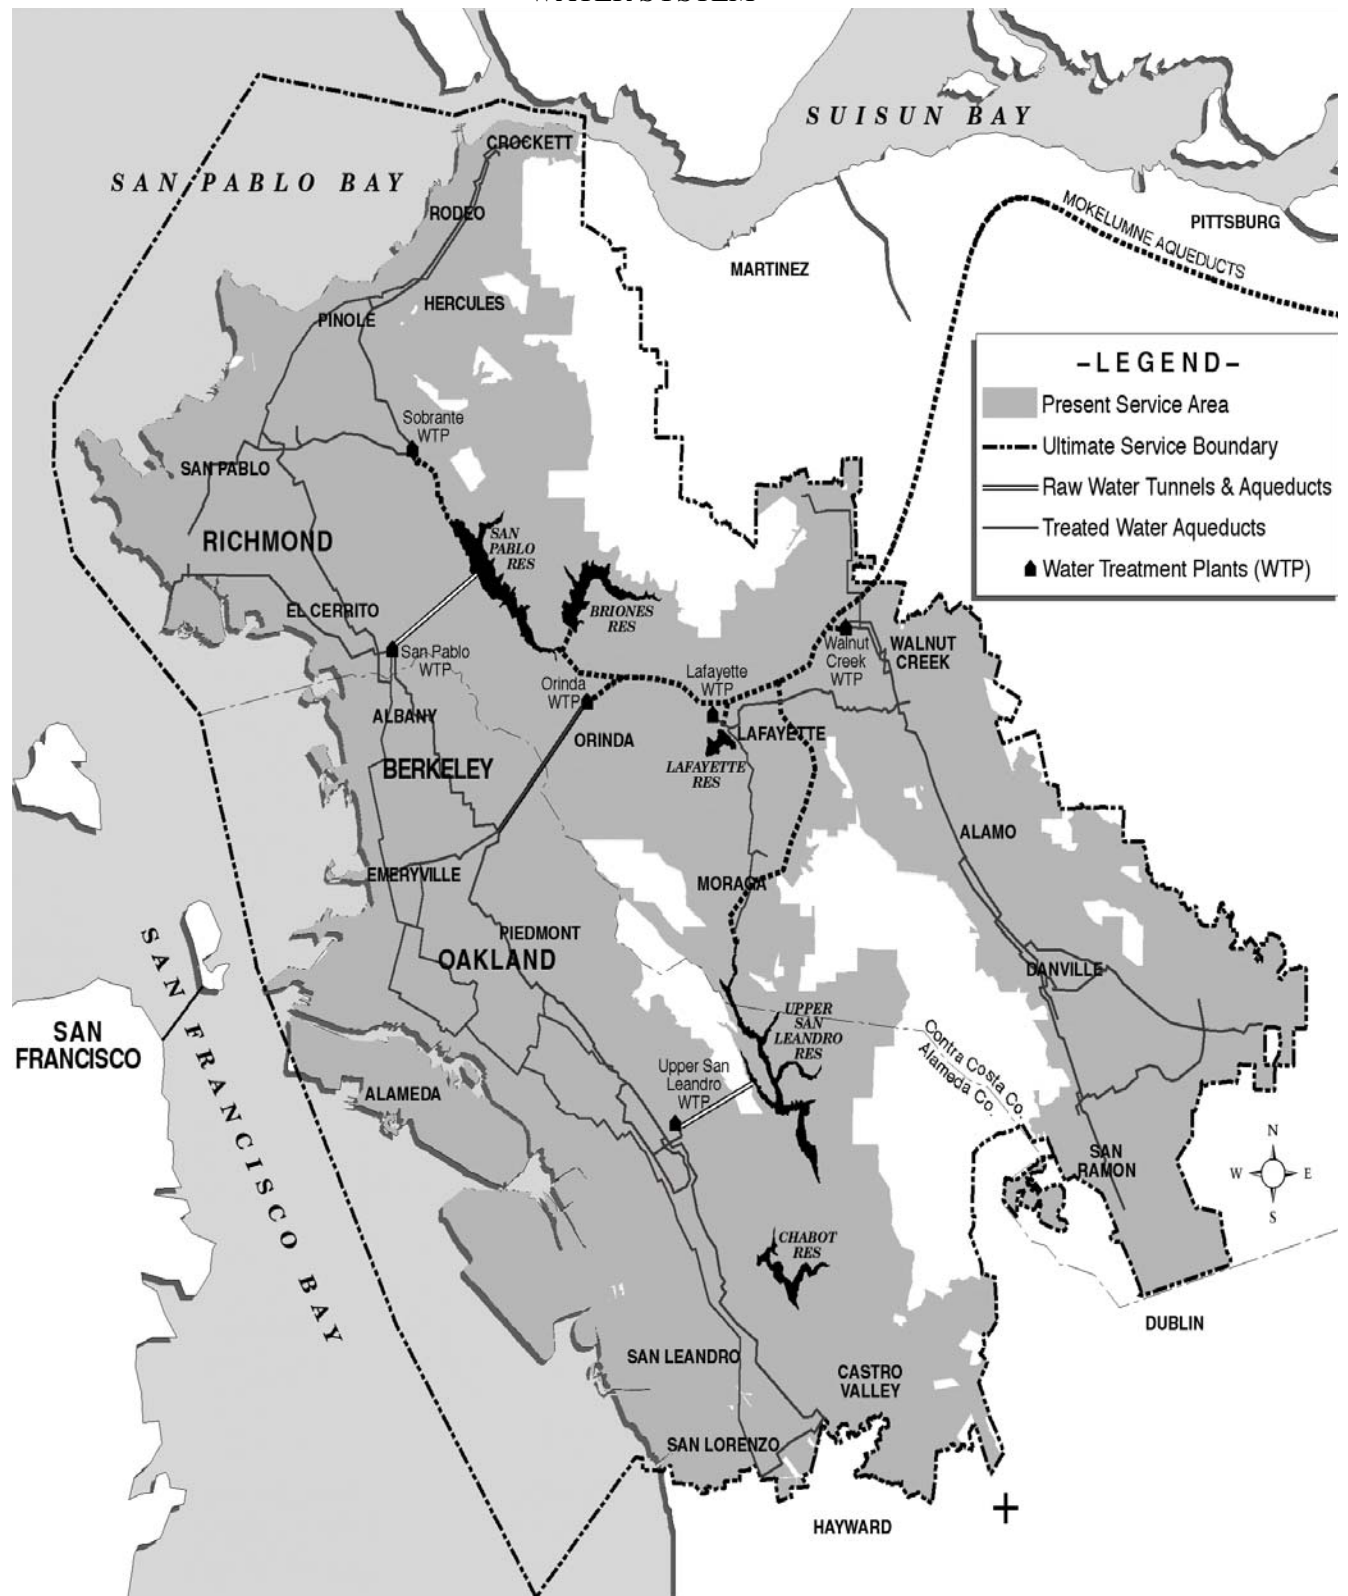 WATER SYSTEM
SUISUN BAY
CROCKETT
SAN PABLO BAY
RODEO
MOKELUMNE AQUEDUCTS
PITTSBURG
MARTINEZ
HERCULES
PINOLE
–LEGEND–
Present Service Area
Ultimate Service Boundary
Raw Water Tunnels & Aqueducts
Treated Water Aqueducts
Water Treatment Plants (WTP)
Sobrante
WTP
SAN PABLO
RICHMOND
SAN
PABLO
RES
EL CERRITO
BRIONES
RES
San Pablo
WTP
Walnut
Creek
WTP
WALNUT
CREEK
Orinda
WTP
Lafayette
WTP
ALBANY
ORINDA
LAFAYETTE
BERKELEY
LAFAYETTE
RES
ALAMO
EMERYVILLE
MORAGA
PIEDMONT
OAKLAND
DANVILLE
SAN FRANCISCO BAY
SAN
FRANCISCO
UPPER
SAN
LEANDRO
RES
Contra Costa Co.
Alameda Co.
Upper San
Leandro
WTP
ALAMEDA
SAN
RAMON
N
W
E
S
CHABOT
RES
DUBLIN
SAN LEANDRO
CASTRO
VALLEY
SAN LORENZO
HAYWARD